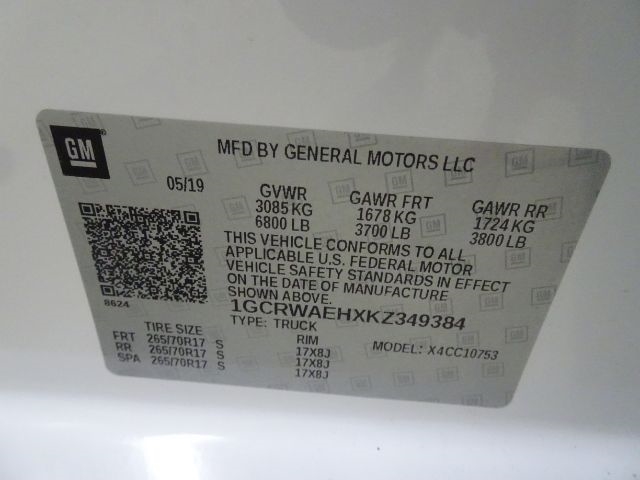 GM
MFD BY GENERAL MOTORS LLC
05/19
GVWR GAWR FRT GAWR RR
3085 KG 1678 KG 1724 KG
6800 LB 3700 LB 3800 LB
THIS VEHICLE CONFORMS TO ALL
APPLICABLE U.S. FEDERAL MOTOR
VEHICLE SAFETY STANDARDS IN EFFECT
ON THE DATE OF MANUFACTURE
SHOWN ABOVE.
8624
1GCRWAEHXKZ349384
TYPE: TRUCK MODEL: X4CC10753
TIRE SIZE RIM
FRT 265/70R17 S 17X8J
RR 265/70R17 S 17X8J
SPA 265/70R17 S 17X8J